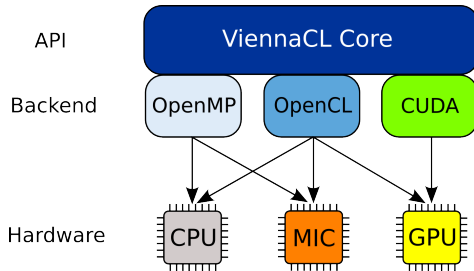 API ViennaCL Core
Backend OpenMP OpenCL CUDA
Hardware CPU MIC GPU